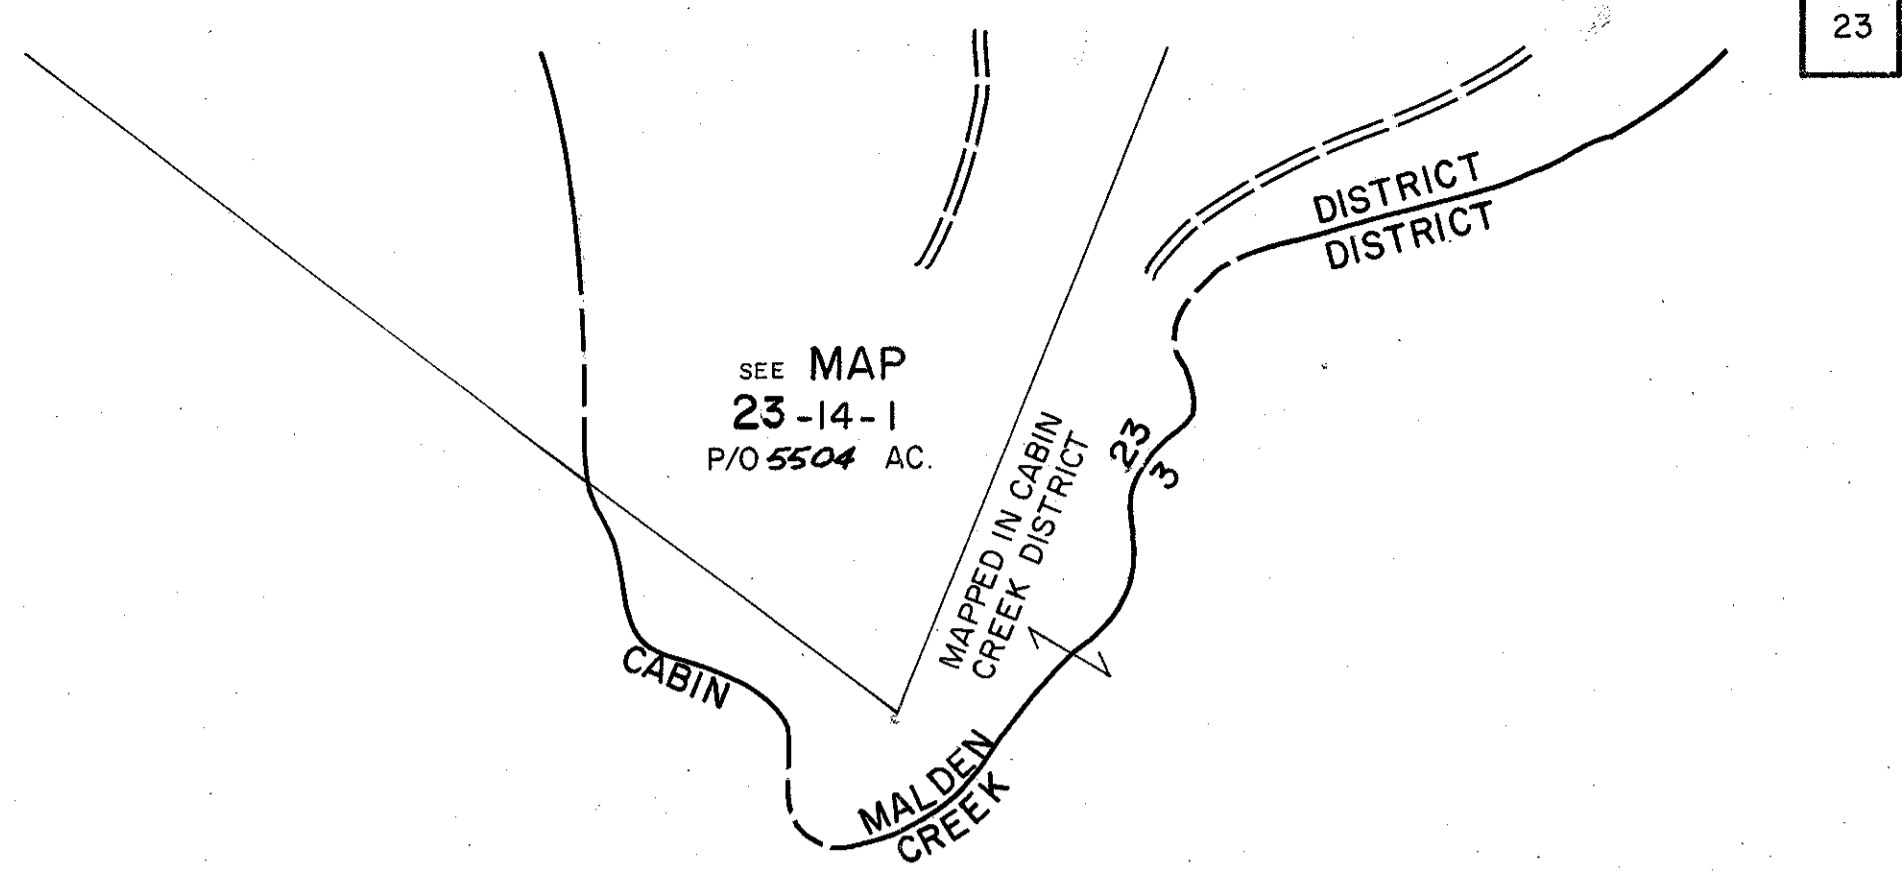 23
DISTRICT
DISTRICT
SEE MAP
23-14-1
P/O 5504 AC.
MAPPED IN CABIN
CREEK DISTRICT
23
3
CABIN
MALDEN
CREEK